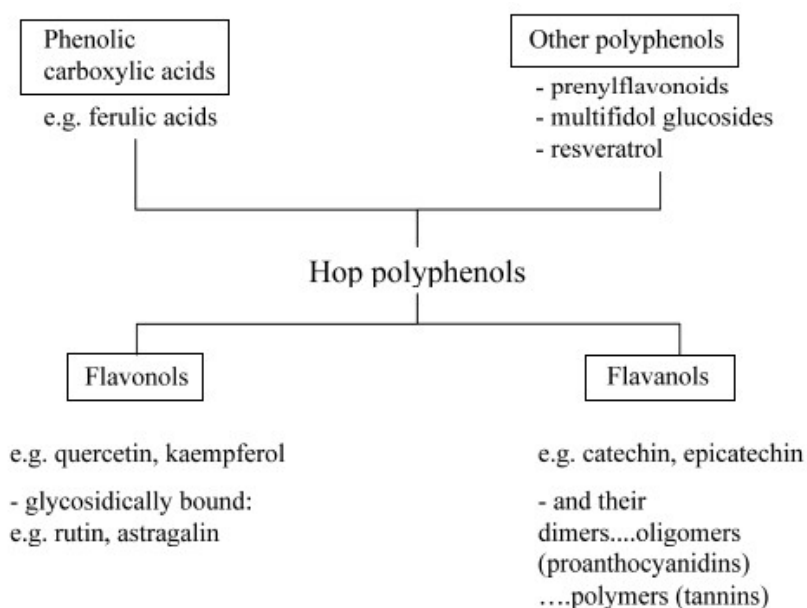 Phenolic
carboxylic acids
e.g. ferulic acids
Other polyphenols
- prenylflavonoids
- multifidol glucosides
- resveratrol
Hop polyphenols
Flavonols
e.g. quercetin, kaempferol
- glycosidically bound:
e.g. rutin, astragalin
Flavanols
e.g. catechin, epicatechin
- and their
dimers....oligomers
(proanthocyanidins)
....polymers (tannins)